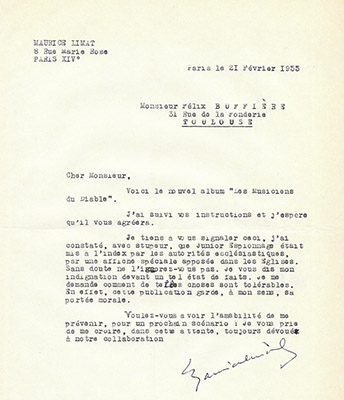 MAURICE LIMAT
8 Rue Marie Rose
PARIS XIV°
Paris le 21 Février 1955
Monsieur Félix BUFFIÈRE
31 Rue de la Fonderie
TOULOUSE
Cher Monsieur,
Voici le nouvel album "Les Musiciens
du Diable".
J'ai suivi vos instructions et j'espere
qu'il vous agréera.
Je tiens a vous signaler ceci, j'ai
constaté, avec stupeur, que Junior Espionnage était
mis a l'index par les autorités ecclésiastiques,
par une affiche spéciale apposée dans les Eglises.
Sans doute ne l'ignorez-vous pas. Je vous dis mon
indignation devant un tel état de faits. Je me
demande comment de telles choses sont tolérables.
En effet, cette publication garde, à mon sens, sa
portée morale.
Voulez-vous avoir l'amabilité de me
prévenir, pour un prochain scénario ? Je vous prie
de me croire, dans cette attente, toujours dévoué
à notre collaboration